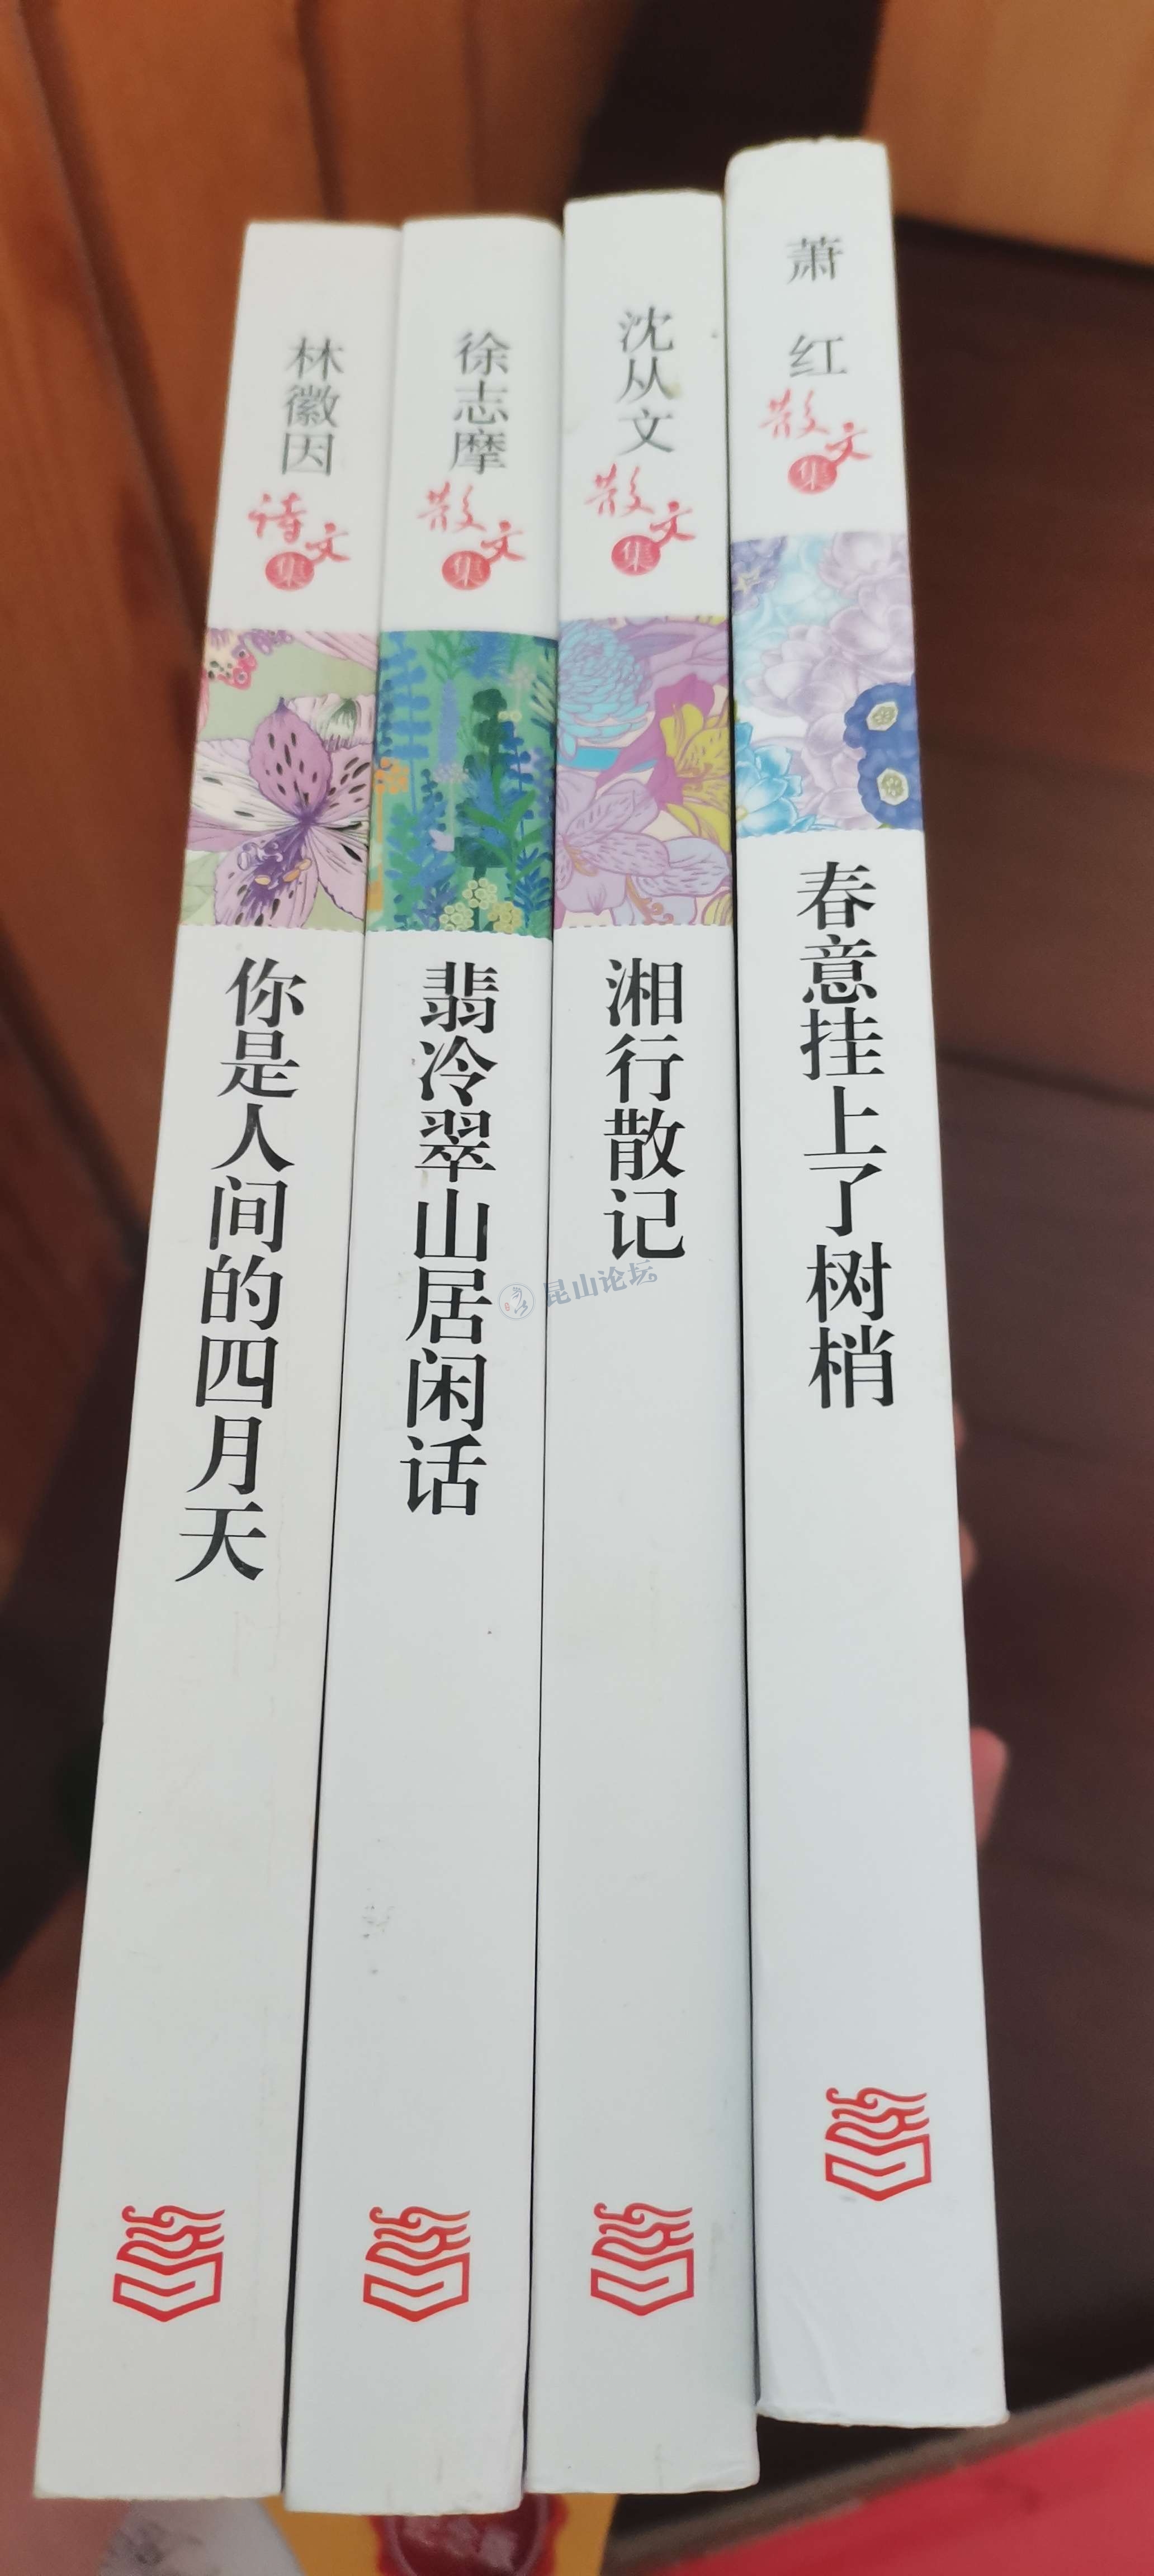 林徽因
诗文集
你是人间的四月天
徐志摩
散文集
翡冷翠山居闲话
沈从文
散文集
湘行散记
萧红
散文集
春意挂上了树梢
昆山论坛